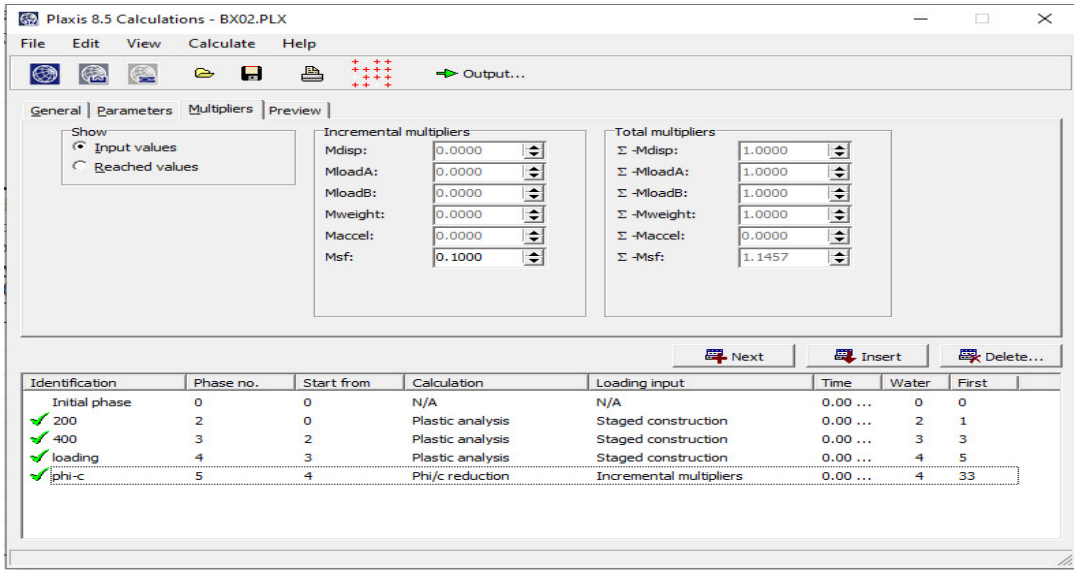 Plaxis 8.5 Calculations - BX02.PLX
File Edit View Calculate Help
Output...
General Parameters Multipliers Preview
Show
Input values
Reached values
Incremental multipliers
Mdisp: 0.0000
MloadA: 0.0000
MloadB: 0.0000
Mweight: 0.0000
Maccel: 0.0000
Msf: 0.1000
Total multipliers
Σ -Mdisp: 1.0000
Σ -MloadA: 1.0000
Σ -MloadB: 1.0000
Σ -Mweight: 1.0000
Σ -Maccel: 0.0000
Σ -Msf: 1.1457
Next Insert Delete...
Identification Phase no. Start from Calculation Loading input Time Water First
Initial phase 0 0 N/A N/A 0.00 ... 0 0
200 2 0 Plastic analysis Staged construction 0.00 ... 2 1
400 3 2 Plastic analysis Staged construction 0.00 ... 3 3
loading 4 3 Plastic analysis Staged construction 0.00 ... 4 5
phi-c 5 4 Phi/c reduction Incremental multipliers 0.00 ... 4 33